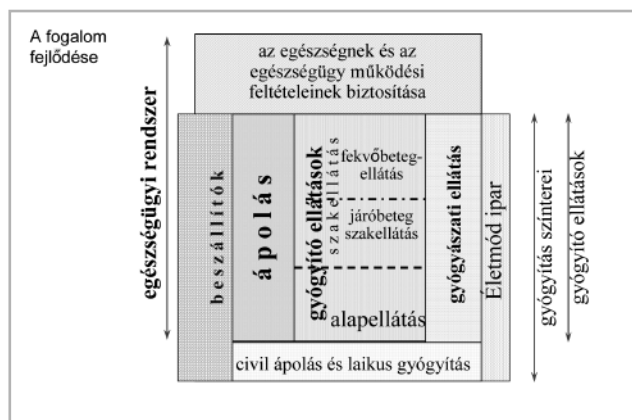 A fogalom
fejlődése
az egészségnek és az
egészségügy működési
feltételeinek biztosítása
egészségügyi rendszer
beszállítók
ápolás
gyógyító ellátások
szakellátás
fekvőbeteg-
ellátás
járóbeteg
szakellátás
alapellátás
gyógyászati ellátás
Életmód ipar
gyógyítás színterei
gyógyító ellátások
civil ápolás és laikus gyógyítás